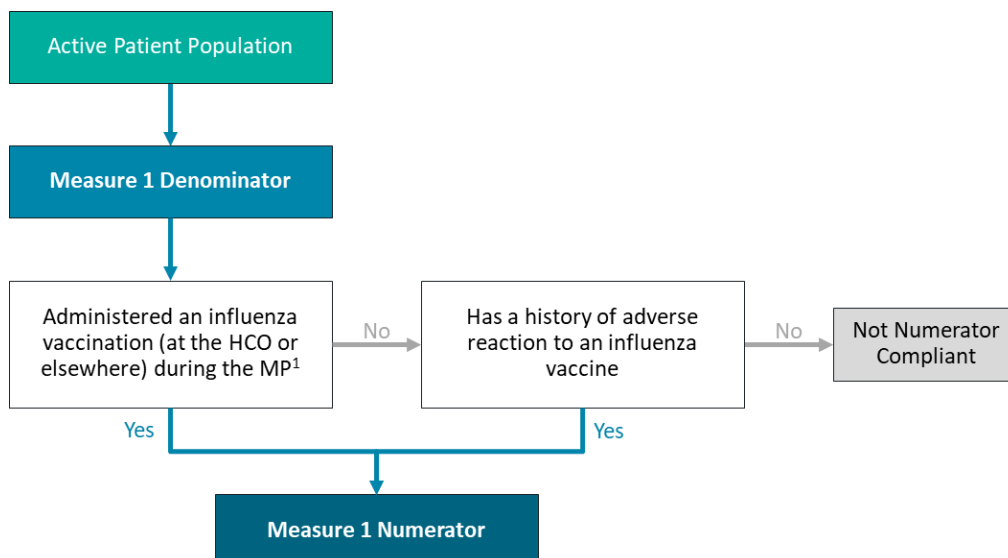 Active Patient Population
Measure 1 Denominator
Administered an influenza
vaccination (at the HCO or
elsewhere) during the MP¹
No
Has a history of adverse
reaction to an influenza
vaccine
No
Not Numerator
Compliant
Yes
Yes
Measure 1 Numerator